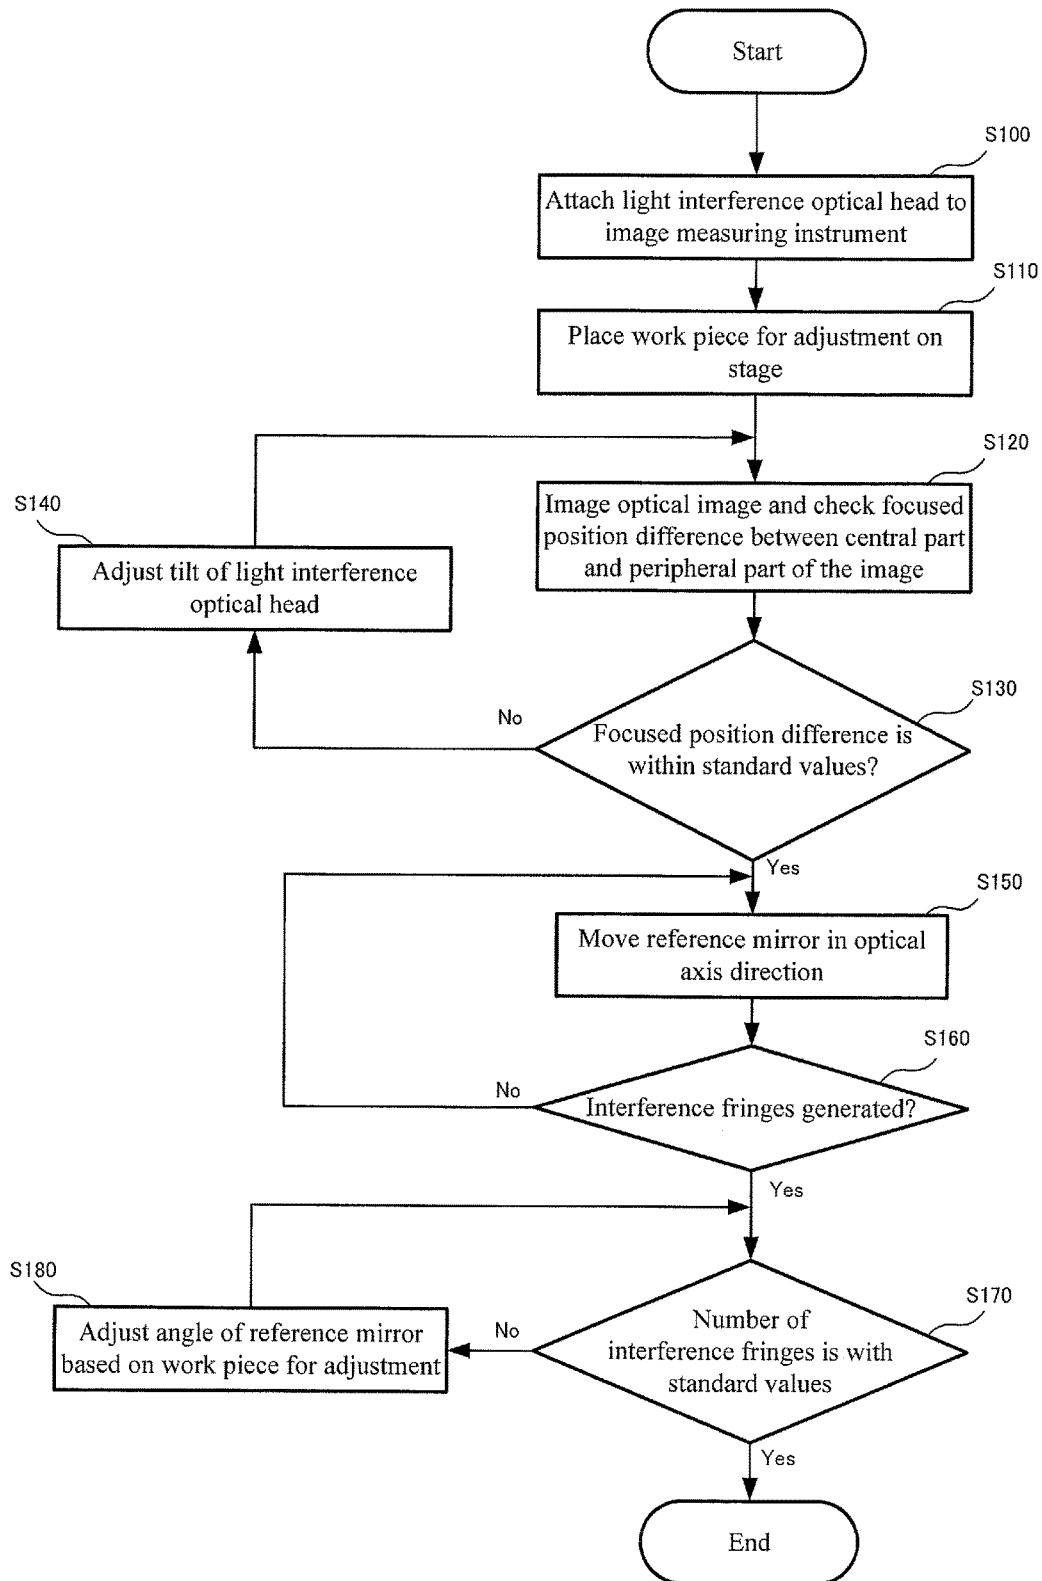 Start
S100
Attach light interference optical head to
image measuring instrument
S110
Place work piece for adjustment on
stage
S120
Image optical image and check focused
position difference between central part
and peripheral part of the image
S140
Adjust tilt of light interference
optical head
S130
No
Focused position difference is
within standard values?
Yes
S150
Move reference mirror in optical
axis direction
S160
No
Interference fringes generated?
Yes
S180
Adjust angle of reference mirror
based on work piece for adjustment
No
S170
Number of
interference fringes is with
standard values
Yes
End